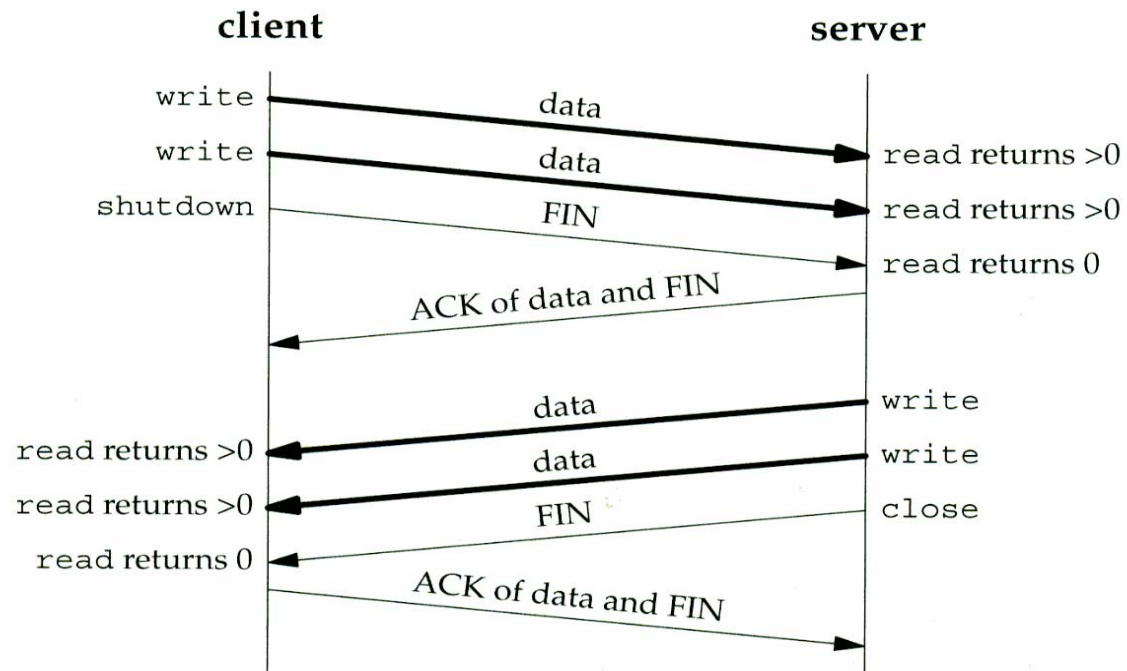 client server
write data
write data read returns >0
shutdown FIN read returns >0
read returns 0
ACK of data and FIN
data write
read returns >0 data write
read returns >0 FIN close
read returns 0
ACK of data and FIN